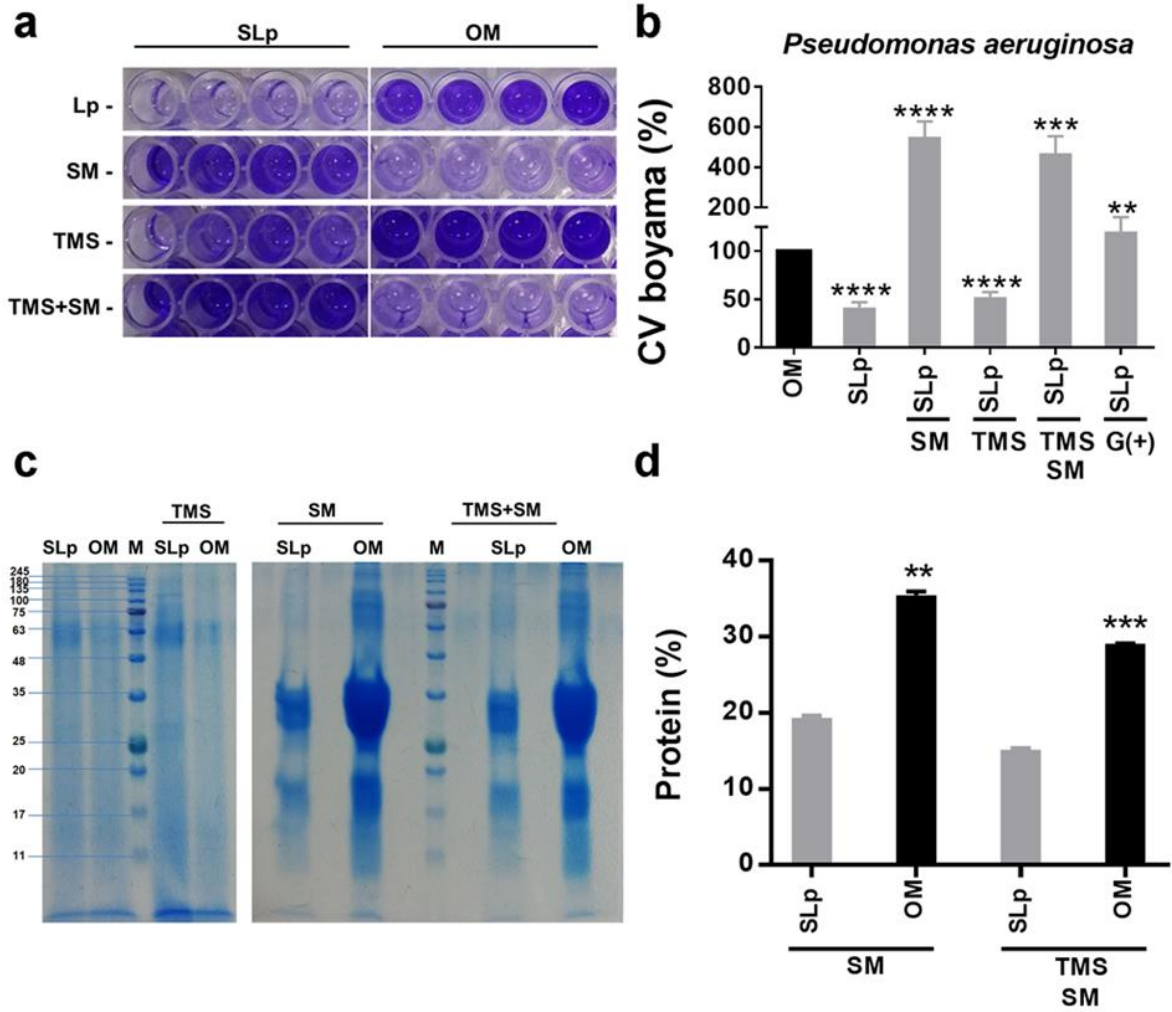 a
SLp OM
Lp -
SM -
TMS -
TMS+SM -
b
Pseudomonas aeruginosa
CV boyama (%)
800
600
400
200
100
50
0
****
****
****
***
**
OM SLp SLp SLp SLp SLp
SM TMS TMS G(+)
SM
c
TMS SM TMS+SM
SLp OM M SLp OM SLp OM M SLp OM
245
180
135
100
75
63
48
35
25
20
17
11
d
Protein (%)
40
30
20
10
0
**
***
SLp OM SLp OM
SM TMS
SM